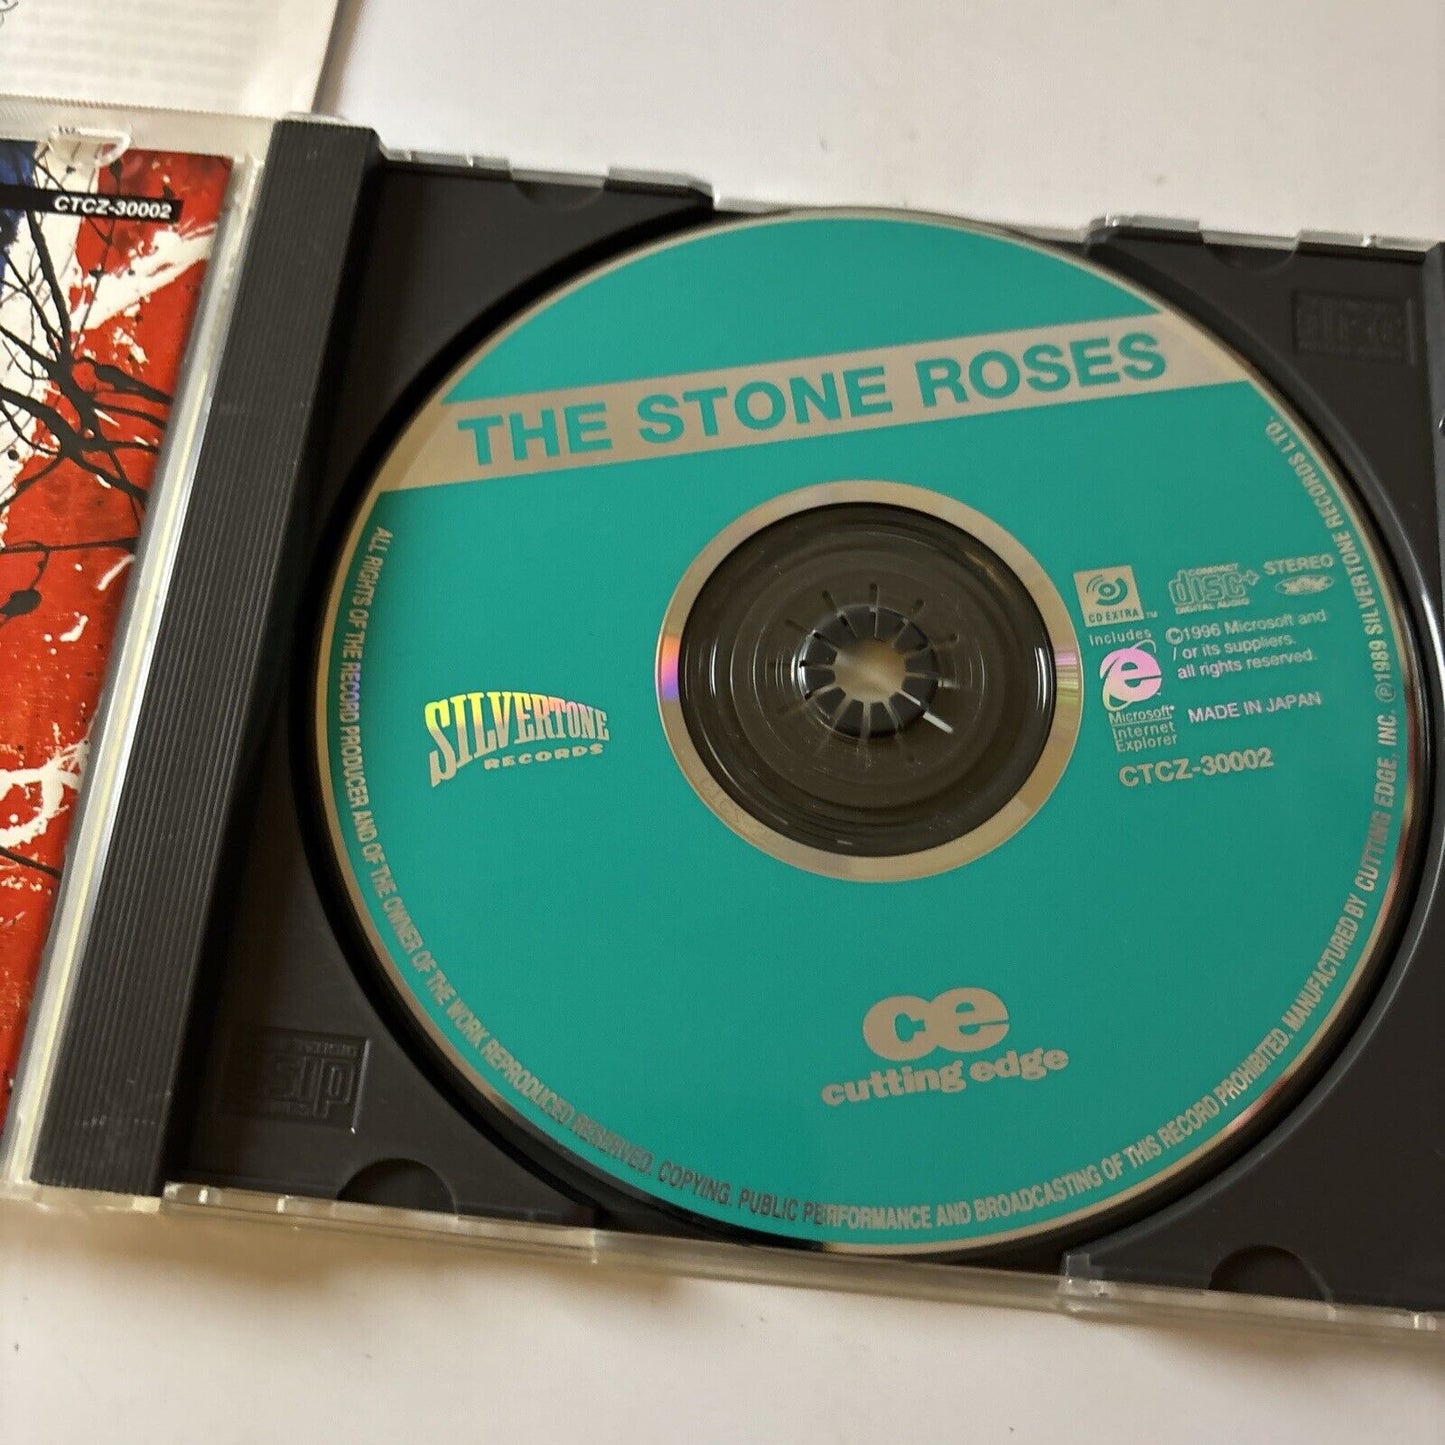 CTCZ-30002
THE STONE ROSES
SILVERTONE
RECORDS
CD EXTRA™
COMPACT
disc+
DIGITAL AUDIO
STEREO
Includes
e
Microsoft®
Internet
Explorer
©1996 Microsoft and
/ or its suppliers.
all rights reserved.
MADE IN JAPAN
CTCZ-30002
ce
cutting edge
ALL RIGHTS OF THE RECORD PRODUCER AND OF THE OWNER OF THE WORK REPRODUCED RESERVED. COPYING. PUBLIC PERFORMANCE AND BROADCASTING OF THIS RECORD PROHIBITED. MANUFACTURED BY CUTTING EDGE, INC. ℗1989 SILVERTONE RECORDS LTD.